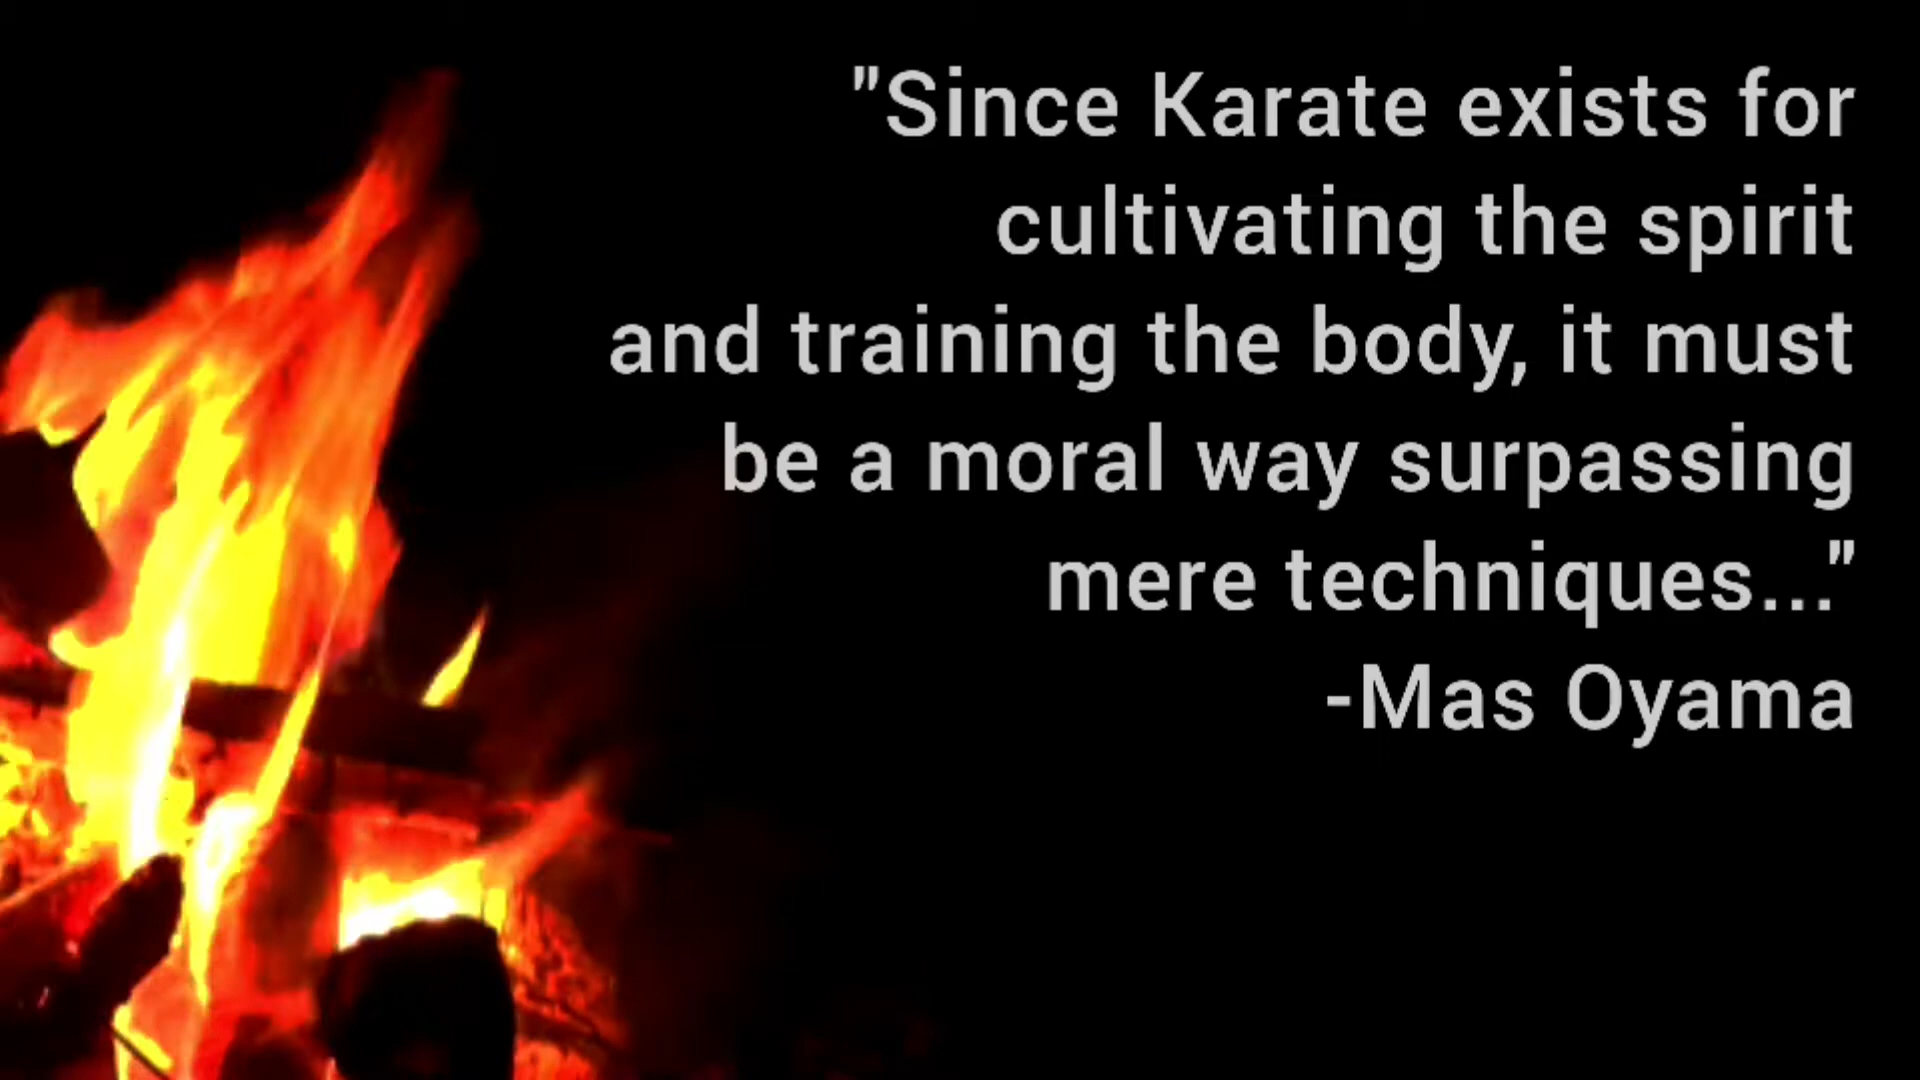 "Since Karate exists for
cultivating the spirit
and training the body, it must
be a moral way surpassing
mere techniques..."
-Mas Oyama